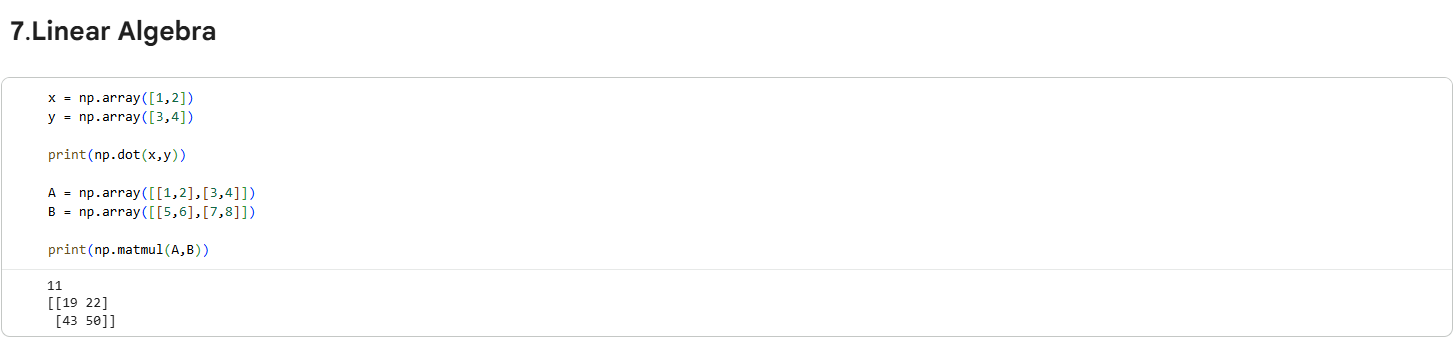 7.Linear Algebra
x = np.array([1,2])
y = np.array([3,4])
print(np.dot(x,y))
A = np.array([[1,2],[3,4]])
B = np.array([[5,6],[7,8]])
print(np.matmul(A,B))
11
[[19 22]
 [43 50]]